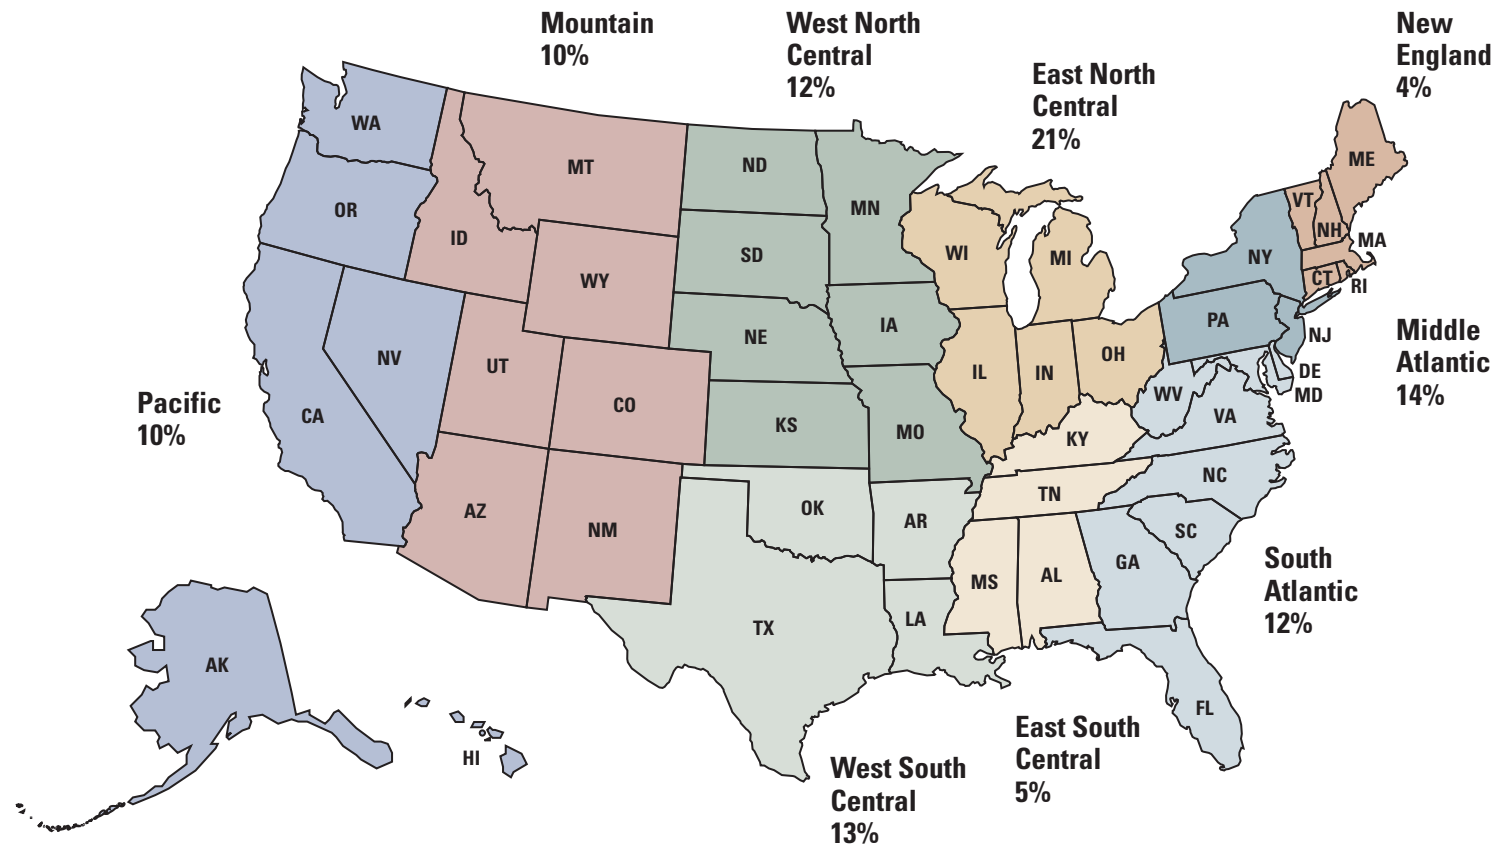 Mountain
10%
West North
Central
12%
East North
Central
21%
New
England
4%
Middle
Atlantic
14%
South
Atlantic
12%
East South
Central
5%
West South
Central
13%
Pacific
10%
WA
OR
CA
NV
AK
HI
ID
MT
WY
UT
CO
AZ
NM
ND
SD
NE
KS
MN
IA
MO
OK
AR
TX
LA
WI
MI
IL
IN
OH
KY
TN
MS
AL
NY
PA
NJ
ME
VT
NH
MA
CT
RI
DE
MD
WV
VA
NC
SC
GA
FL